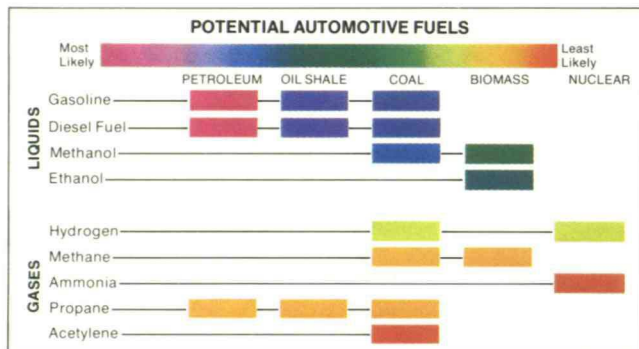 POTENTIAL AUTOMOTIVE FUELS
Most Likely
Least Likely
PETROLEUM OIL SHALE COAL BIOMASS NUCLEAR
LIQUIDS
Gasoline
Diesel Fuel
Methanol
Ethanol
GASES
Hydrogen
Methane
Ammonia
Propane
Acetylene